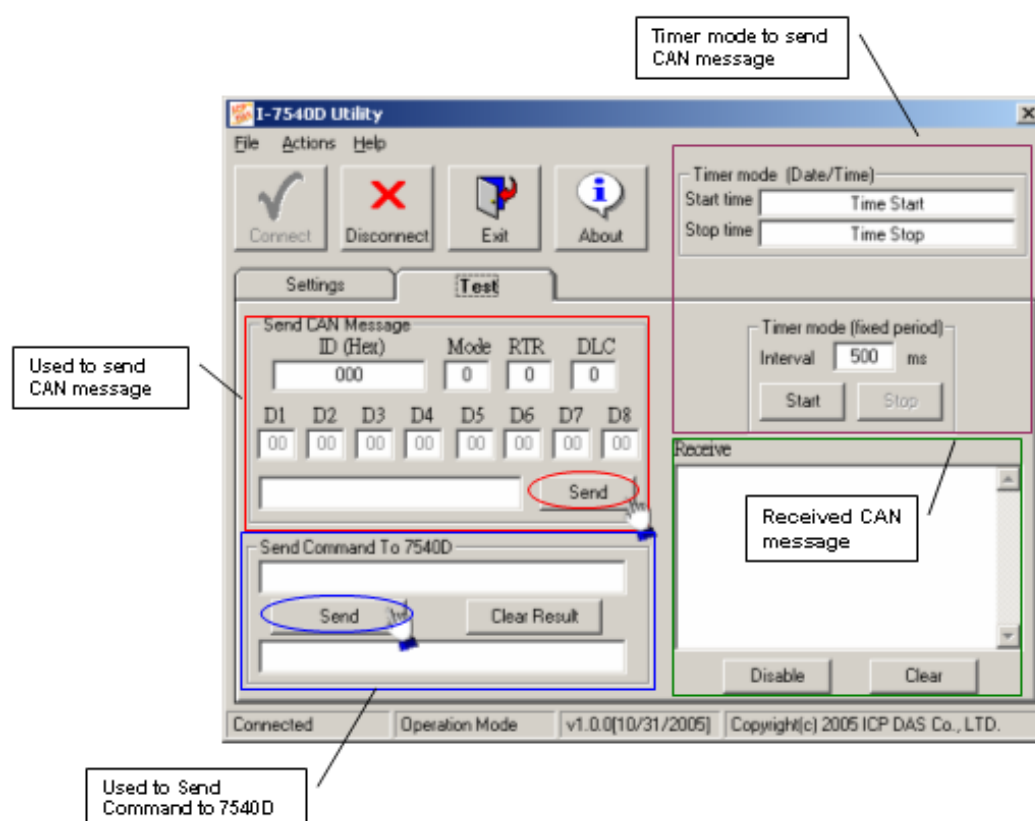 Timer mode to send
CAN message
I-7540D Utility
File Actions Help
Connect Disconnect Exit About
Timer mode (Date/Time)
Start time Time Start
Stop time Time Stop
Settings Test
Send CAN Message
ID (Hex) Mode RTR DLC
000 0 0 0
D1 D2 D3 D4 D5 D6 D7 D8
00 00 00 00 00 00 00 00
Send
Timer mode (fixed period)
Interval 500 ms
Start Stop
Used to send
CAN message
Receive
Received CAN
message
Send Command To 7540D
Send Clear Result
Disable Clear
Connected Operation Mode v1.0.0[10/31/2005] Copyright(c) 2005 ICP DAS Co., LTD.
Used to Send
Command to 7540D